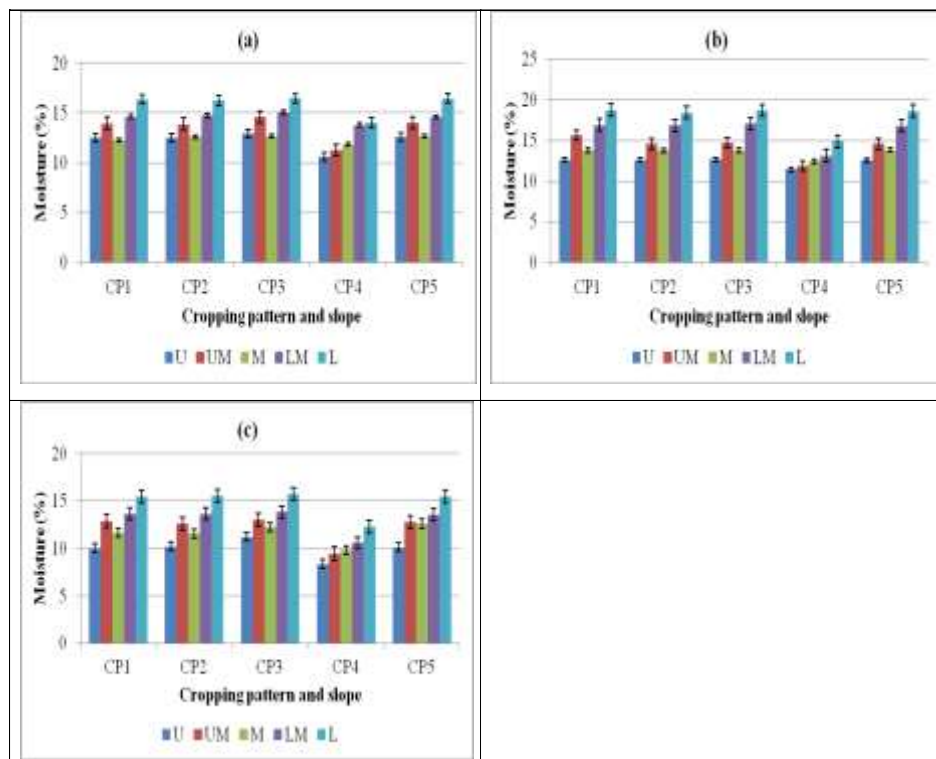 (a)
20
15
10
5
0
Moisture (%)
CP1 CP2 CP3 CP4 CP5
Cropping pattern and slope
U UM M LM L
(b)
25
20
15
10
5
0
Moisture (%)
CP1 CP2 CP3 CP4 CP5
Cropping pattern and slope
U UM M LM L
(c)
20
15
10
5
0
Moisture (%)
CP1 CP2 CP3 CP4 CP5
Cropping pattern and slope
U UM M LM L